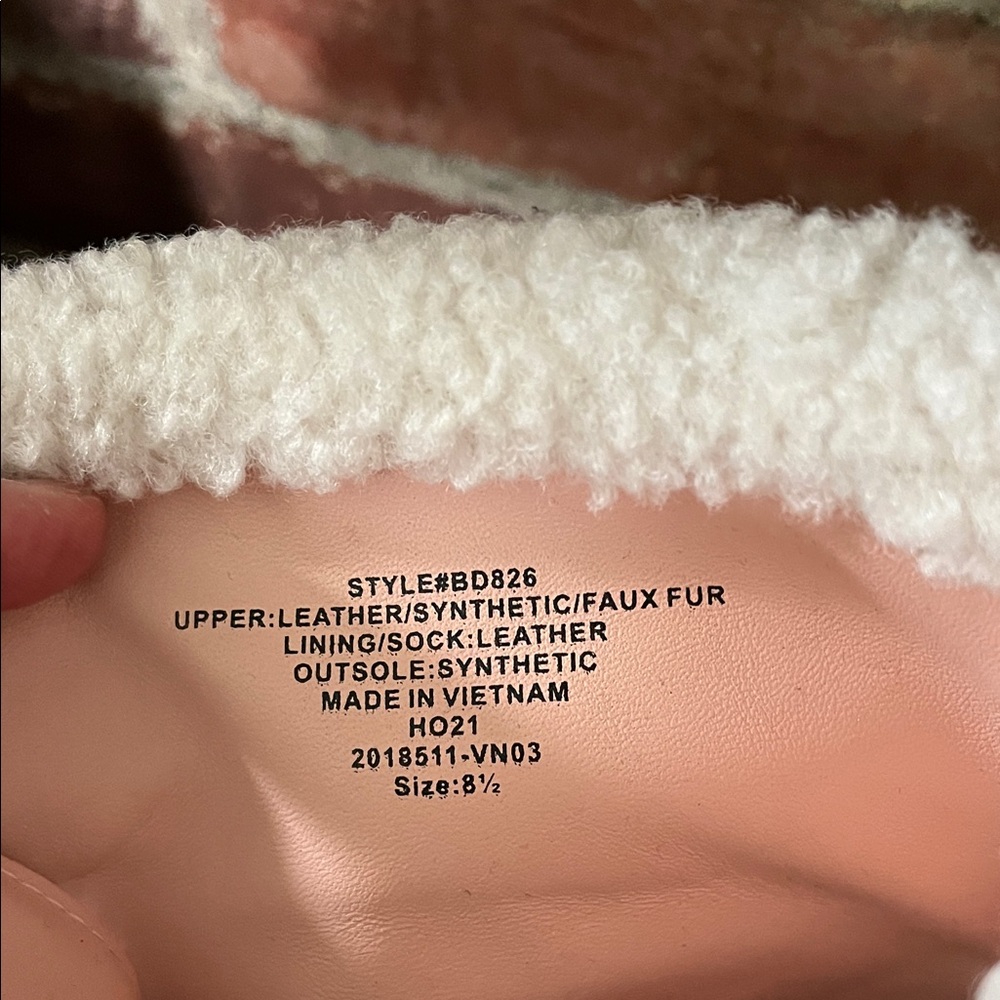 STYLE#BD826
UPPER:LEATHER/SYNTHETIC/FAUX FUR
LINING/SOCK:LEATHER
OUTSOLE:SYNTHETIC
MADE IN VIETNAM
HO21
2018511-VN03
Size:8½